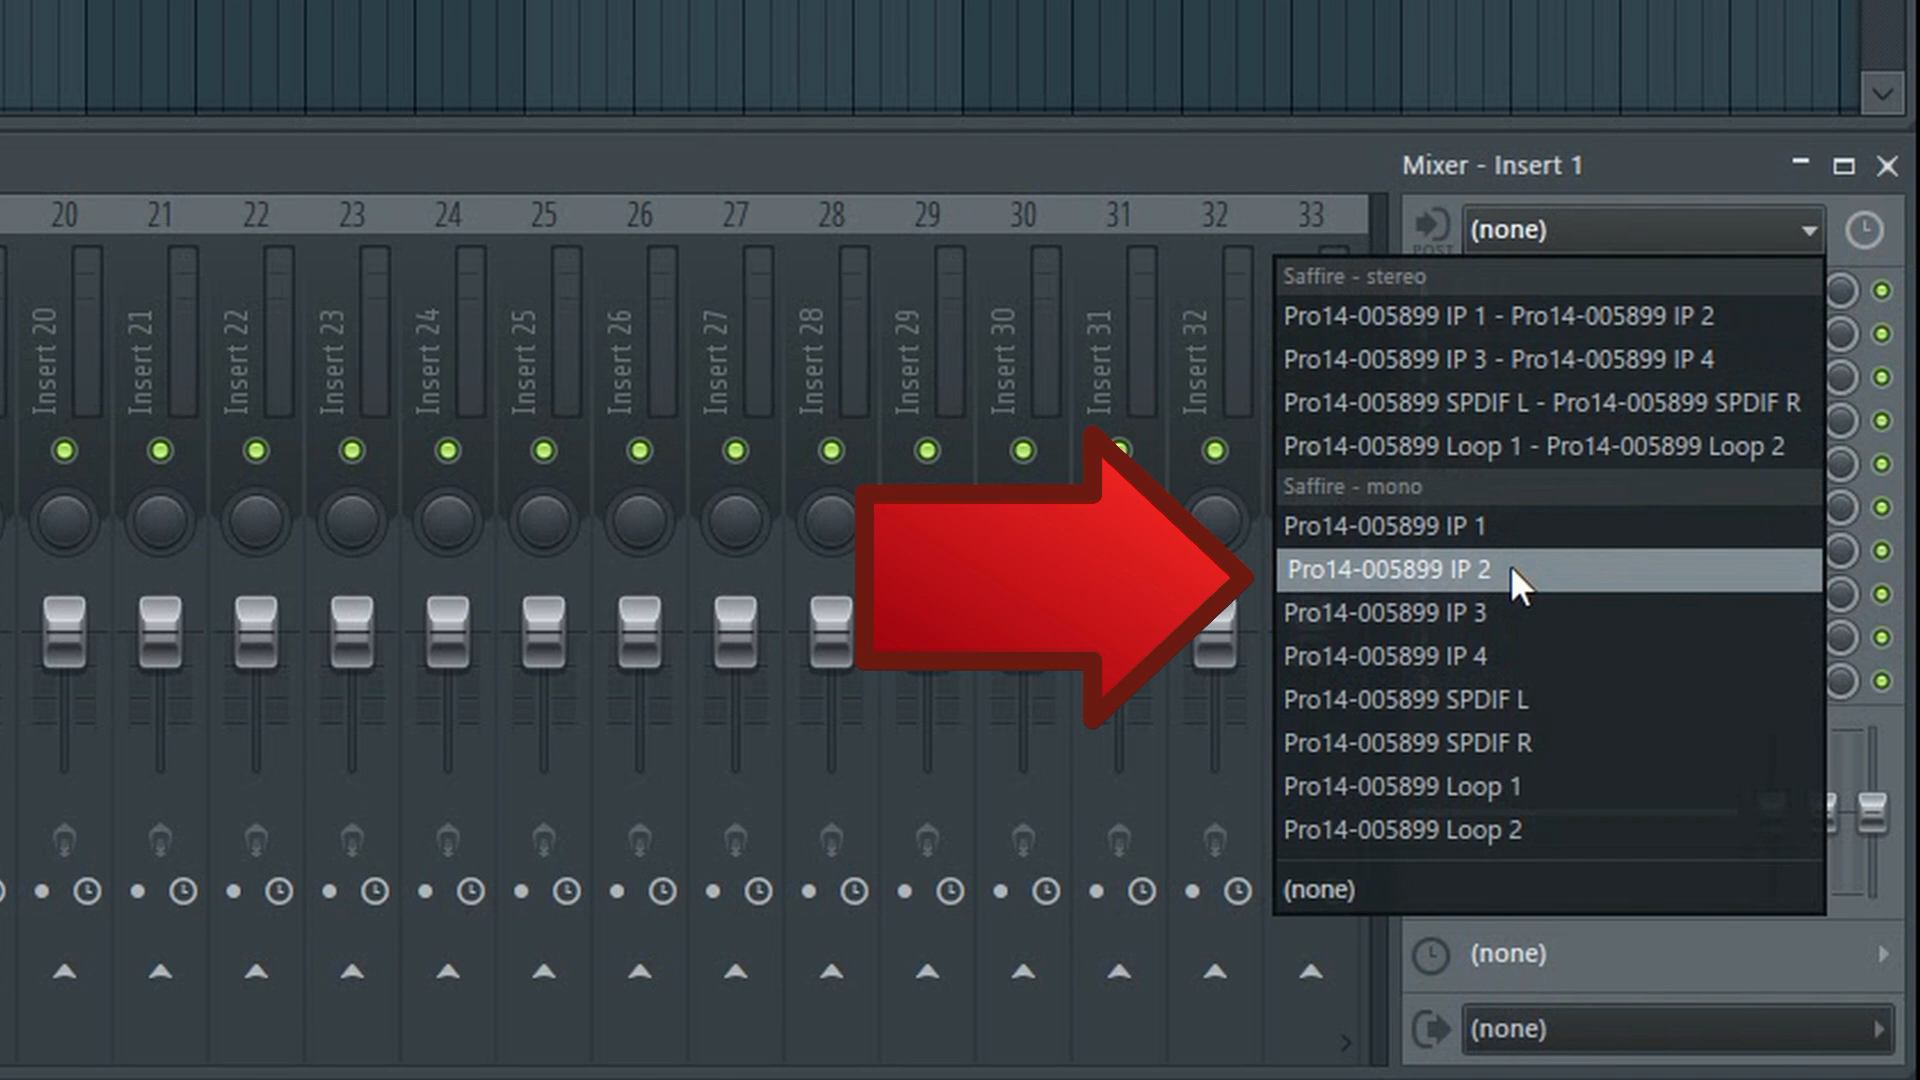 Mixer - Insert 1
20 21 22 23 24 25 26 27 28 29 30 31 32 33
(none)
POST
Insert 20
Insert 21
Insert 22
Insert 23
Insert 24
Insert 25
Insert 26
Insert 27
Insert 28
Insert 29
Insert 30
Insert 31
Insert 32
Saffire - stereo
Pro14-005899 IP 1 - Pro14-005899 IP 2
Pro14-005899 IP 3 - Pro14-005899 IP 4
Pro14-005899 SPDIF L - Pro14-005899 SPDIF R
Pro14-005899 Loop 1 - Pro14-005899 Loop 2
Saffire - mono
Pro14-005899 IP 1
Pro14-005899 IP 2
Pro14-005899 IP 3
Pro14-005899 IP 4
Pro14-005899 SPDIF L
Pro14-005899 SPDIF R
Pro14-005899 Loop 1
Pro14-005899 Loop 2
(none)
(none)
(none)